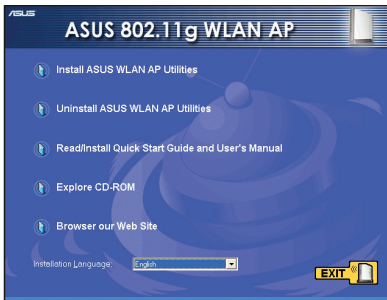 ASUS
ASUS 802.11g WLAN AP
Install ASUS WLAN AP Utilities
Uninstall ASUS WLAN AP Utilities
Read/Install Quick Start Guide and User's Manual
Explore CD-ROM
Browser our Web Site
Installation Language: English
EXIT